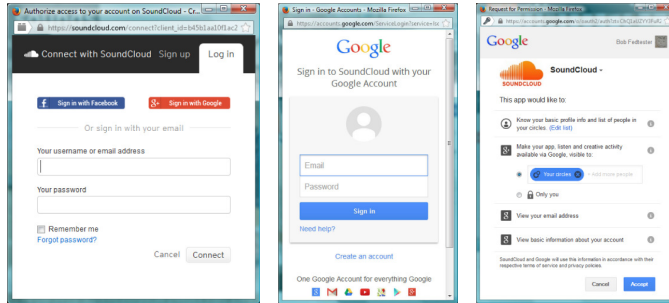 Authorize access to your account on SoundCloud - Cr...
https://soundcloud.com/connect?client_id=b45b1aa10f1ac2
Connect with SoundCloud Sign up Log in
Sign in with Facebook
Sign in with Google
Or sign in with your email
Your username or email address
Your password
Remember me
Forgot password?
Cancel Connect
Sign in - Google Accounts - Mozilla Firefox
https://accounts.google.com/ServiceLogin?service=lso
Google
Sign in to SoundCloud with your
Google Account
Email
Password
Sign in
Need help?
Create an account
One Google Account for everything Google
Request for Permission - Mozilla Firefox
Google
Bob Fedtester
SOUNDCLOUD
SoundCloud
This app would like to:
Know your basic profile info and list of people in
your circles. (Edit list)
Make your app, listen and creative activity
available via Google, visible to:
Your circles + Add more people
Only you
View your email address
View basic information about your account
SoundCloud and Google will use this information in accordance with their
respective terms of service and privacy policies.
Cancel Accept